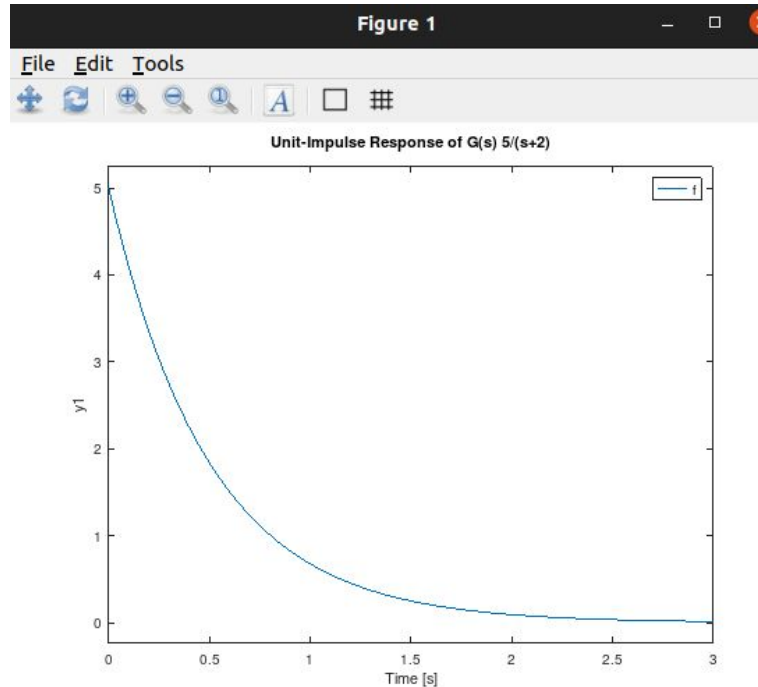 Figure 1
File Edit Tools
A
Unit-Impulse Response of G(s) 5/(s+2)
f
5
4
3
2
1
0
y1
0 0.5 1 1.5 2 2.5 3
Time [s]